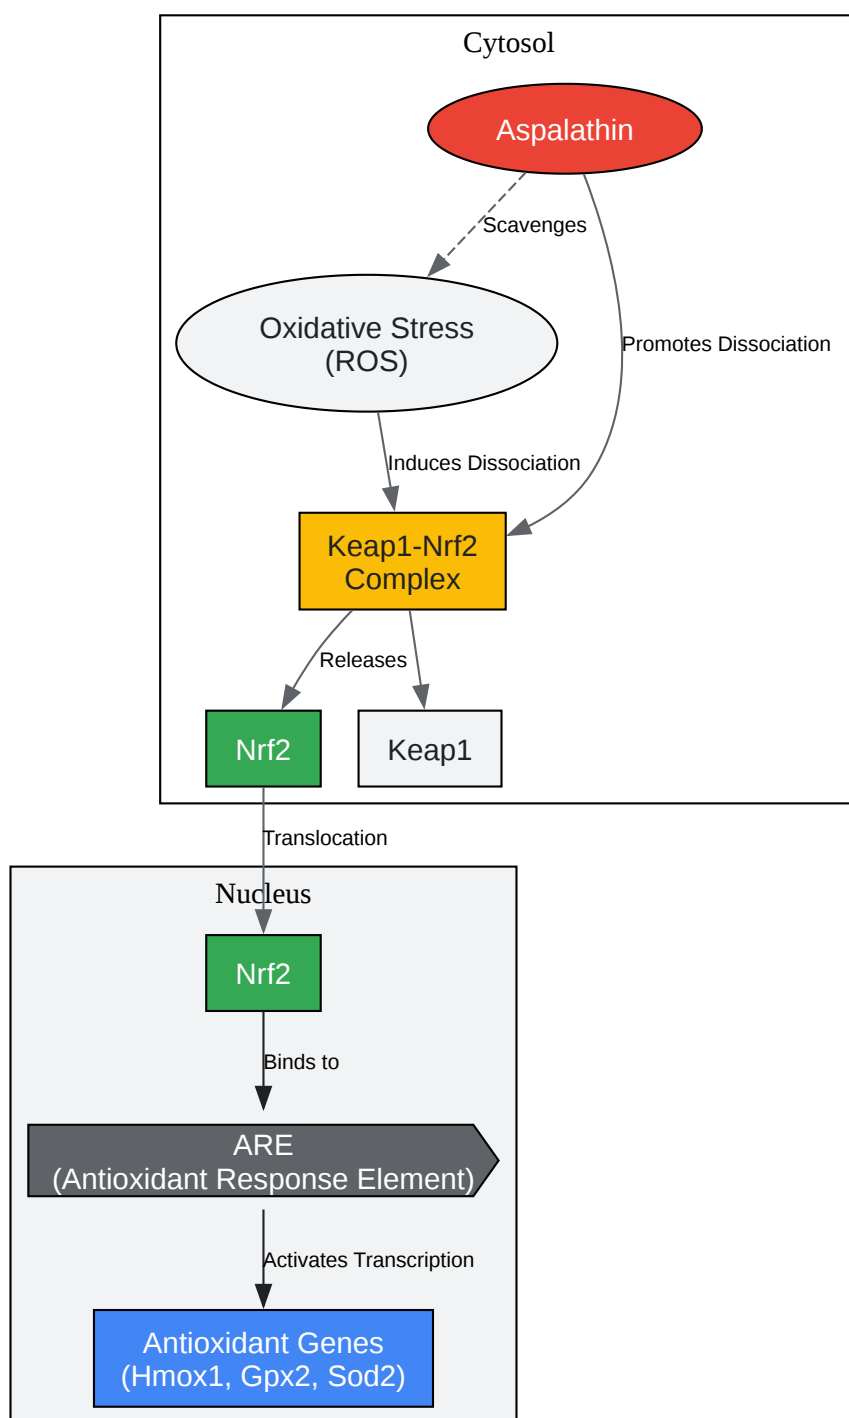 Cytosol
Aspalathin
Scavenges
Oxidative Stress
(ROS)
Promotes Dissociation
Induces Dissociation
Keap1-Nrf2
Complex
Releases
Nrf2
Keap1
Translocation
Nucleus
Nrf2
Binds to
ARE
(Antioxidant Response Element)
Activates Transcription
Antioxidant Genes
(Hmox1, Gpx2, Sod2)